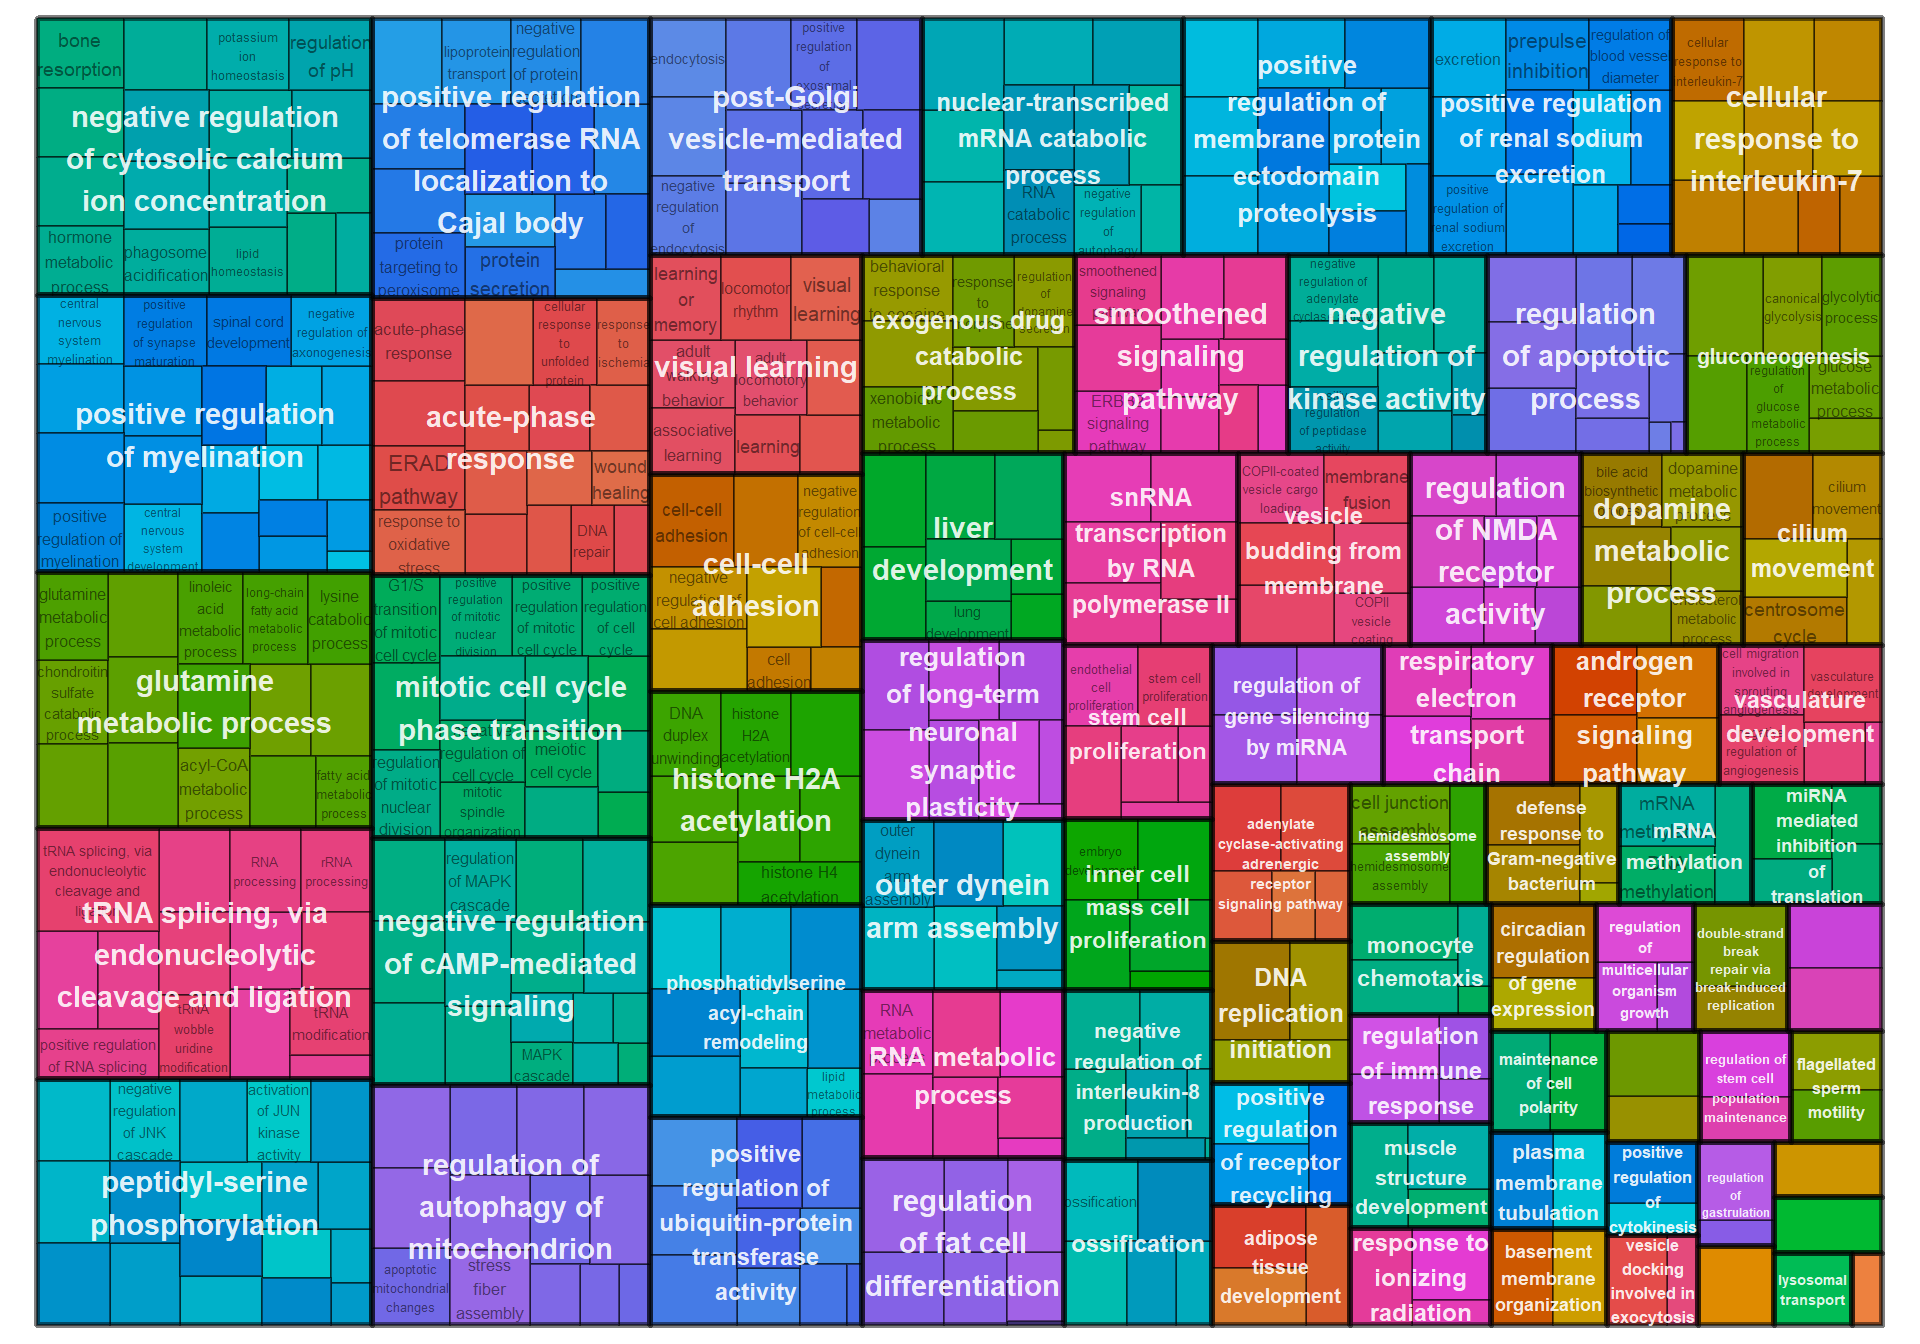 bone
resorption
potassium
ion
homeostasis
regulation
of pH
negative regulation
of cytosolic calcium
ion concentration
hormone
metabolic
process
phagosome
acidification
lipid
homeostasis
lipoprotein
transport
negative
regulation
of protein
positive regulation
of telomerase RNA
localization to
Cajal body
protein
targeting to
peroxisome
protein
secretion
endocytosis
positive
regulation
of
exosomal
post-Golgi
vesicle-mediated
transport
negative
regulation
of
endocytosis
nuclear-transcribed
mRNA catabolic
process
RNA
catabolic
process
negative
regulation
of
autophagy
positive
regulation of
membrane protein
ectodomain
proteolysis
excretion
prepulse
inhibition
regulation of
blood vessel
diameter
positive regulation
of renal sodium
excretion
positive
regulation of
renal sodium
excretion
cellular
response to
interleukin-7
cellular
response to
interleukin-7
central
nervous
system
myelination
positive
regulation
of synapse
maturation
spinal cord
development
negative
regulation of
axonogenesis
positive regulation
of myelination
positive
regulation of
myelination
central
nervous
system
development
acute-phase
response
cellular
response
to
unfolded
protein
response
to
ischemia
acute-phase
response
ERAD
pathway
wound
healing
response to
oxidative
stress
DNA
repair
learning
or
memory
locomotor
rhythm
visual
learning
visual learning
adult
walking
behavior
adult
locomotory
behavior
associative
learning
learning
behavioral
response
to cocaine
response
to
regulation
of
dopamine
secretion
exogenous drug
catabolic
process
xenobiotic
metabolic
process
smoothened
signaling
pathway
smoothened
signaling
pathway
ERBB2
signaling
pathway
negative
regulation of
adenylate
cyclase activity
negative
regulation of
kinase activity
regulation
of peptidase
activity
regulation
of apoptotic
process
canonical
glycolysis
glycolytic
process
gluconeogenesis
regulation
of
glucose
metabolic
process
glucose
metabolic
process
cell-cell
adhesion
negative
regulation
of cell-cell
adhesion
cell-cell
adhesion
negative
regulation of
cell adhesion
cell
adhesion
liver
development
lung
development
snRNA
transcription
by RNA
polymerase II
COPII-coated
vesicle cargo
loading
membrane
fusion
vesicle
budding from
membrane
COPII
vesicle
coating
regulation
of NMDA
receptor
activity
bile acid
biosynthetic
process
dopamine
metabolic
process
dopamine
metabolic
process
cholesterol
metabolic
process
cilium
movement
cilium
movement
centrosome
cycle
glutamine
metabolic
process
linoleic
acid
metabolic
process
long-chain
fatty acid
metabolic
process
lysine
catabolic
process
chondroitin
sulfate
catabolic
process
glutamine
metabolic process
acyl-CoA
metabolic
process
fatty acid
metabolic
process
G1/S
transition
of mitotic
cell cycle
positive
regulation
of mitotic
nuclear
division
positive
regulation
of mitotic
cell cycle
positive
regulation
of cell
cycle
mitotic cell cycle
phase transition
regulation
of mitotic
nuclear
division
negative
regulation of
cell cycle
meiotic
cell cycle
mitotic
spindle
organization
DNA
duplex
unwinding
histone
H2A
acetylation
histone H2A
acetylation
histone H4
acetylation
regulation
of long-term
neuronal
synaptic
plasticity
endothelial
cell
proliferation
stem cell
proliferation
stem cell
proliferation
regulation of
gene silencing
by miRNA
respiratory
electron
transport
chain
androgen
receptor
signaling
pathway
cell migration
involved in
sprouting
angiogenesis
vasculature
development
vasculature
development
regulation of
angiogenesis
tRNA splicing, via
endonucleolytic
cleavage and
ligation
RNA
processing
rRNA
processing
tRNA splicing, via
endonucleolytic
cleavage and ligation
positive regulation
of RNA splicing
tRNA
wobble
uridine
modification
tRNA
modification
regulation
of MAPK
cascade
negative regulation
of cAMP-mediated
signaling
MAPK
cascade
phosphatidylserine
acyl-chain
remodeling
lipid
metabolic
process
outer
dynein
arm
assembly
outer dynein
arm assembly
embryo
development
inner cell
mass cell
proliferation
adenylate
cyclase-activating
adrenergic
receptor
signaling pathway
cell junction
assembly
hemidesmosome
assembly
hemidesmosome
assembly
defense
response to
Gram-negative
bacterium
mRNA
methylation
mRNA
methylation
methylation
miRNA
mediated
inhibition
of
translation
RNA
metabolic
process
RNA metabolic
process
negative
regulation of
interleukin-8
production
DNA
replication
initiation
monocyte
chemotaxis
circadian
regulation
of gene
expression
regulation
of
multicellular
organism
growth
double-strand
break
repair via
break-induced
replication
regulation
of immune
response
maintenance
of cell
polarity
regulation of
stem cell
population
maintenance
flagellated
sperm
motility
negative
regulation
of JNK
cascade
activation
of JUN
kinase
activity
peptidyl-serine
phosphorylation
regulation of
autophagy of
mitochondrion
apoptotic
mitochondrial
changes
stress
fiber
assembly
positive
regulation of
ubiquitin-protein
transferase
activity
regulation
of fat cell
differentiation
ossification
ossification
positive
regulation
of receptor
recycling
adipose
tissue
development
muscle
structure
development
response to
ionizing
radiation
plasma
membrane
tubulation
basement
membrane
organization
positive
regulation
of
cytokinesis
vesicle
docking
involved in
exocytosis
regulation
of
gastrulation
lysosomal
transport